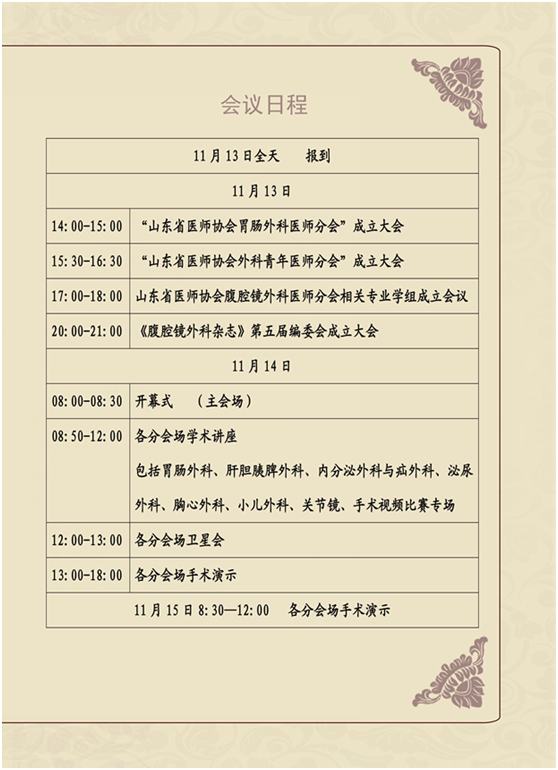 会议日程
11月13日全天 报到
11月13日
14:00-15:00 “山东省医师协会胃肠外科医师分会”成立大会
15:30-16:30 “山东省医师协会外科青年医师分会”成立大会
17:00-18:00 山东省医师协会腹腔镜外科医师分会相关专业学组成立会议
20:00-21:00 《腹腔镜外科杂志》第五届编委会成立大会
11月14日
08:00-08:30 开幕式 （主会场）
08:50-12:00 各分会场学术讲座
包括胃肠外科、肝胆胰脾外科、内分泌外科与疝外科、泌尿
外科、胸心外科、小儿外科、关节镜、手术视频比赛专场
12:00-13:00 各分会场卫星会
13:00-18:00 各分会场手术演示
11月15日8:30—12:00 各分会场手术演示